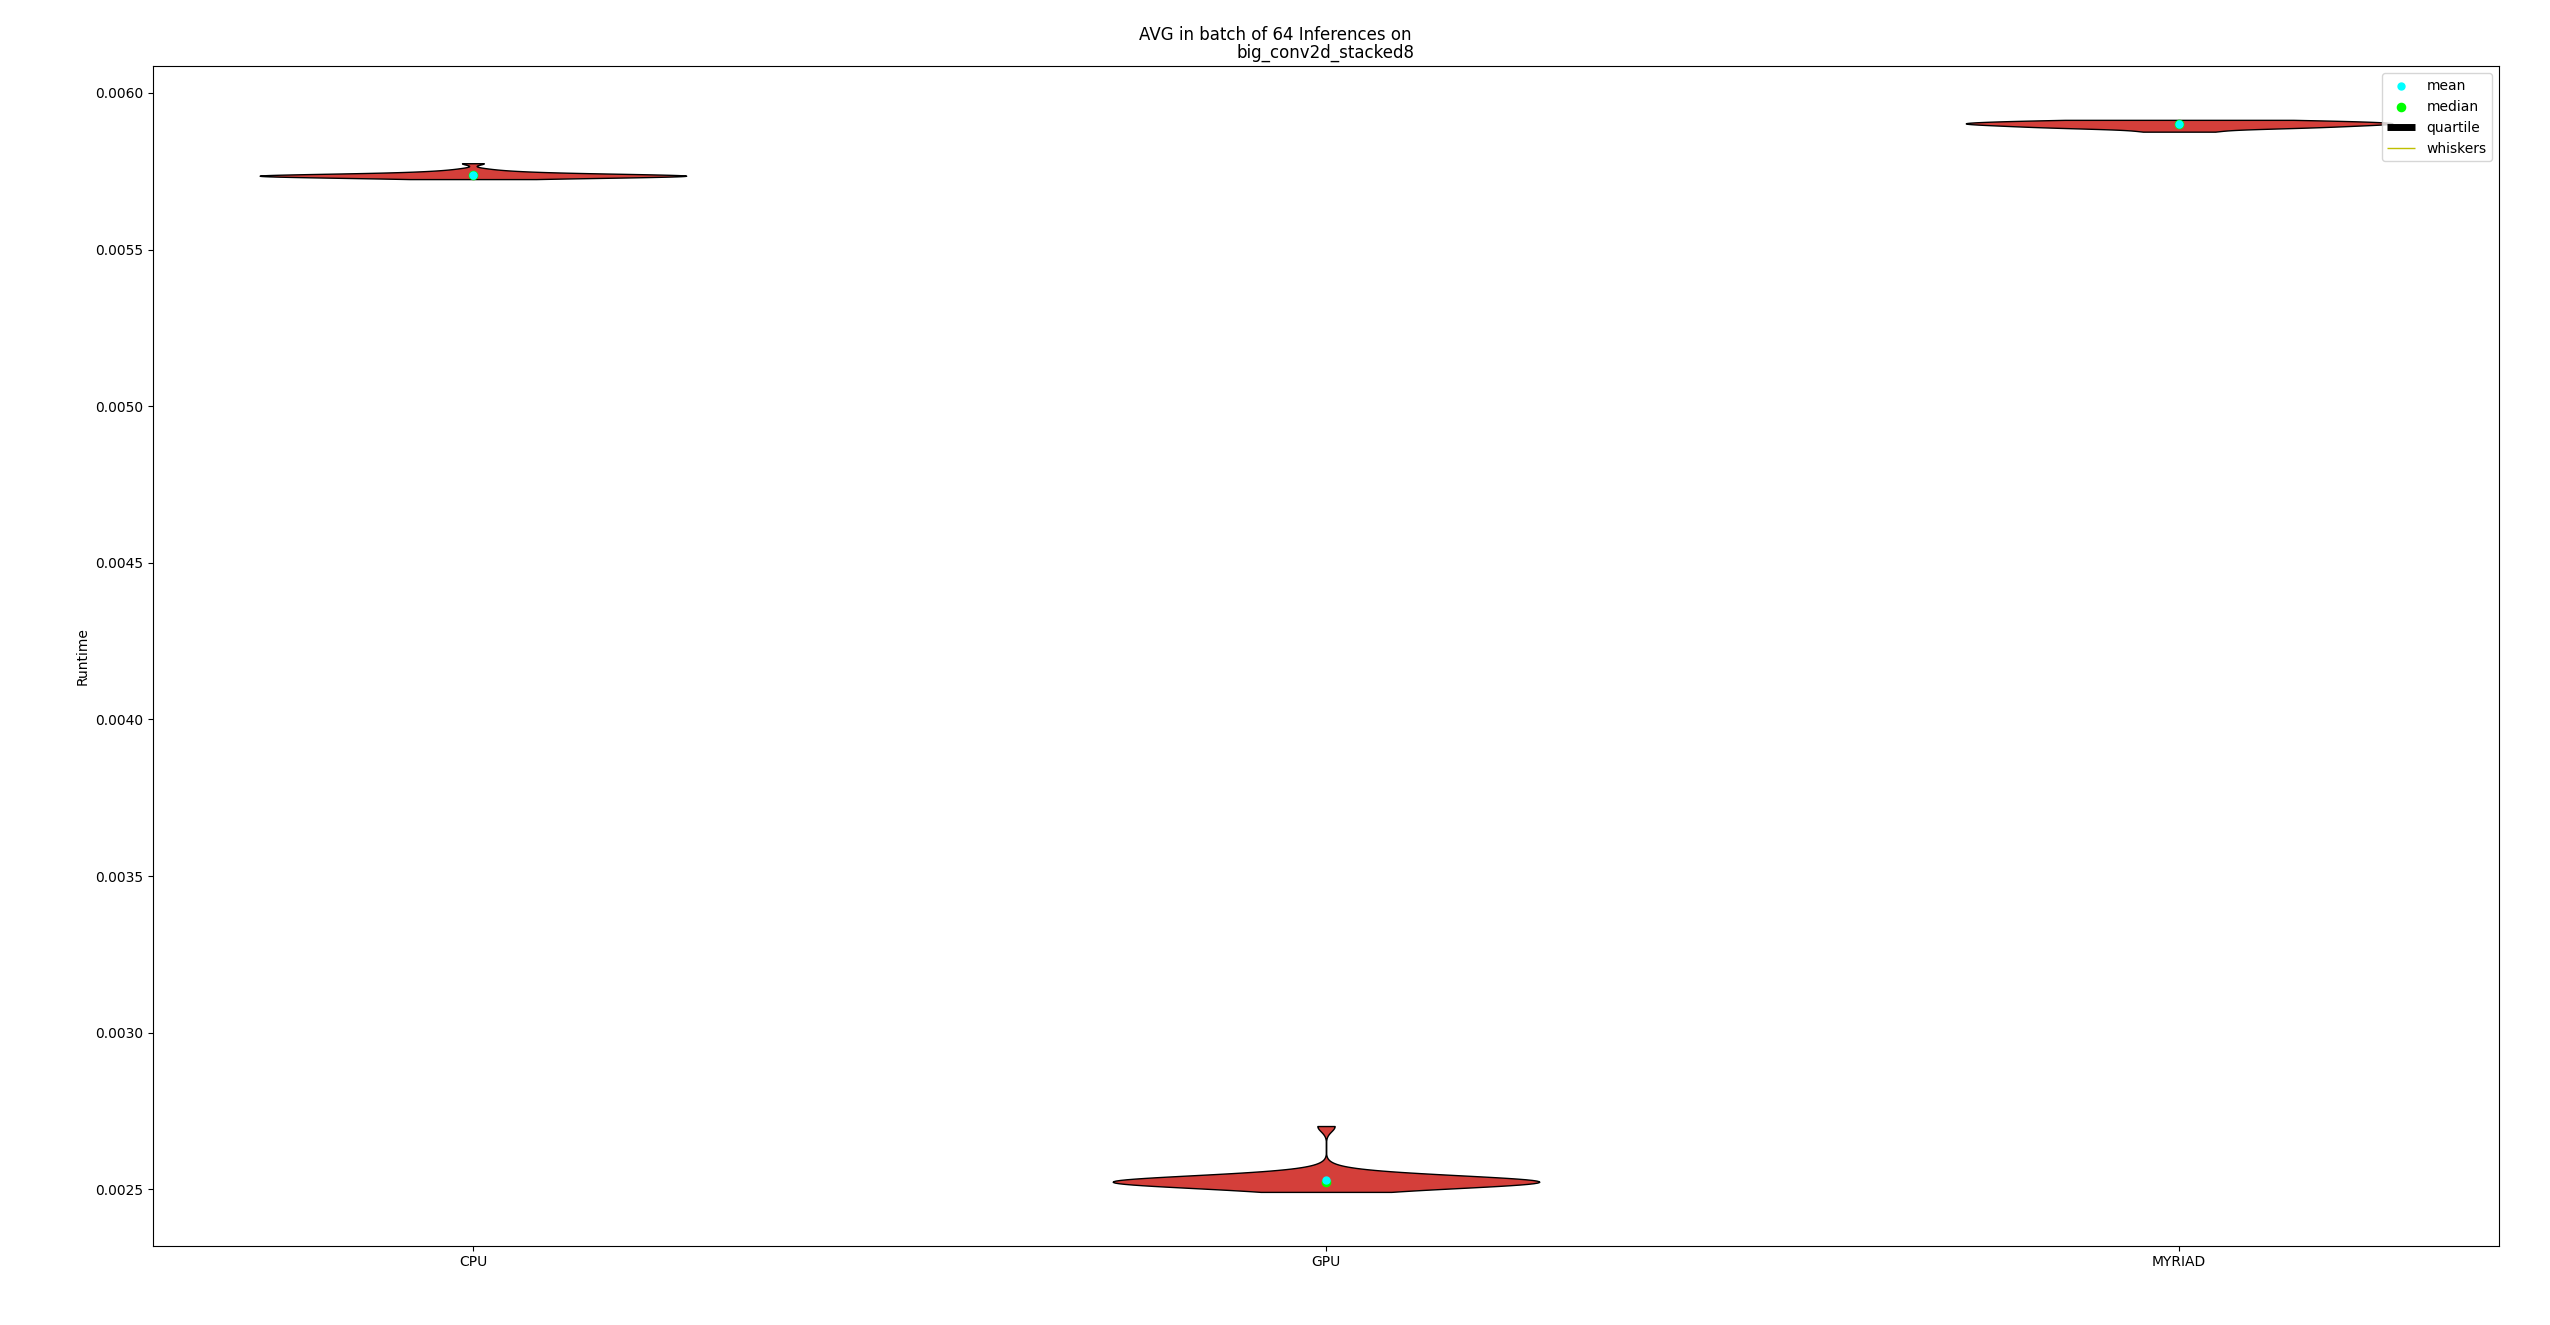 AVG in batch of 64 Inferences on
big_conv2d_stacked8
mean
median
quartile
whiskers
0.0060
0.0055
0.0050
0.0045
0.0040
0.0035
0.0030
0.0025
Runtime
CPU
GPU
MYRIAD